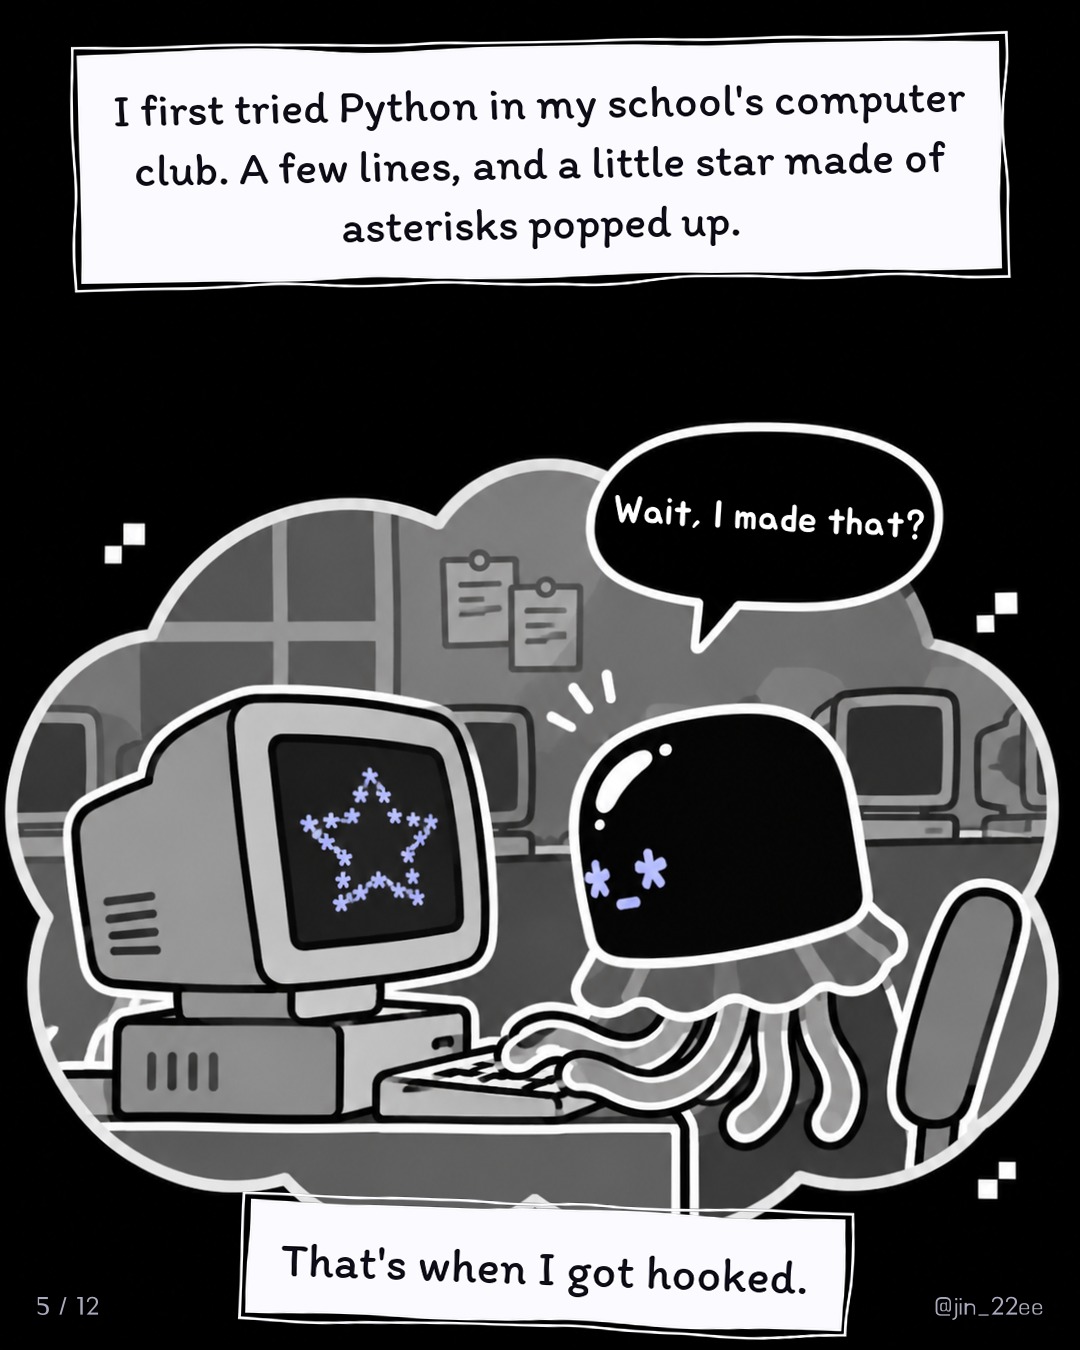 I first tried Python in my school's computer
club. A few lines, and a little star made of
asterisks popped up.
Wait, I made that?
*_*
That's when I got hooked.
5 / 12
@jin_22ee